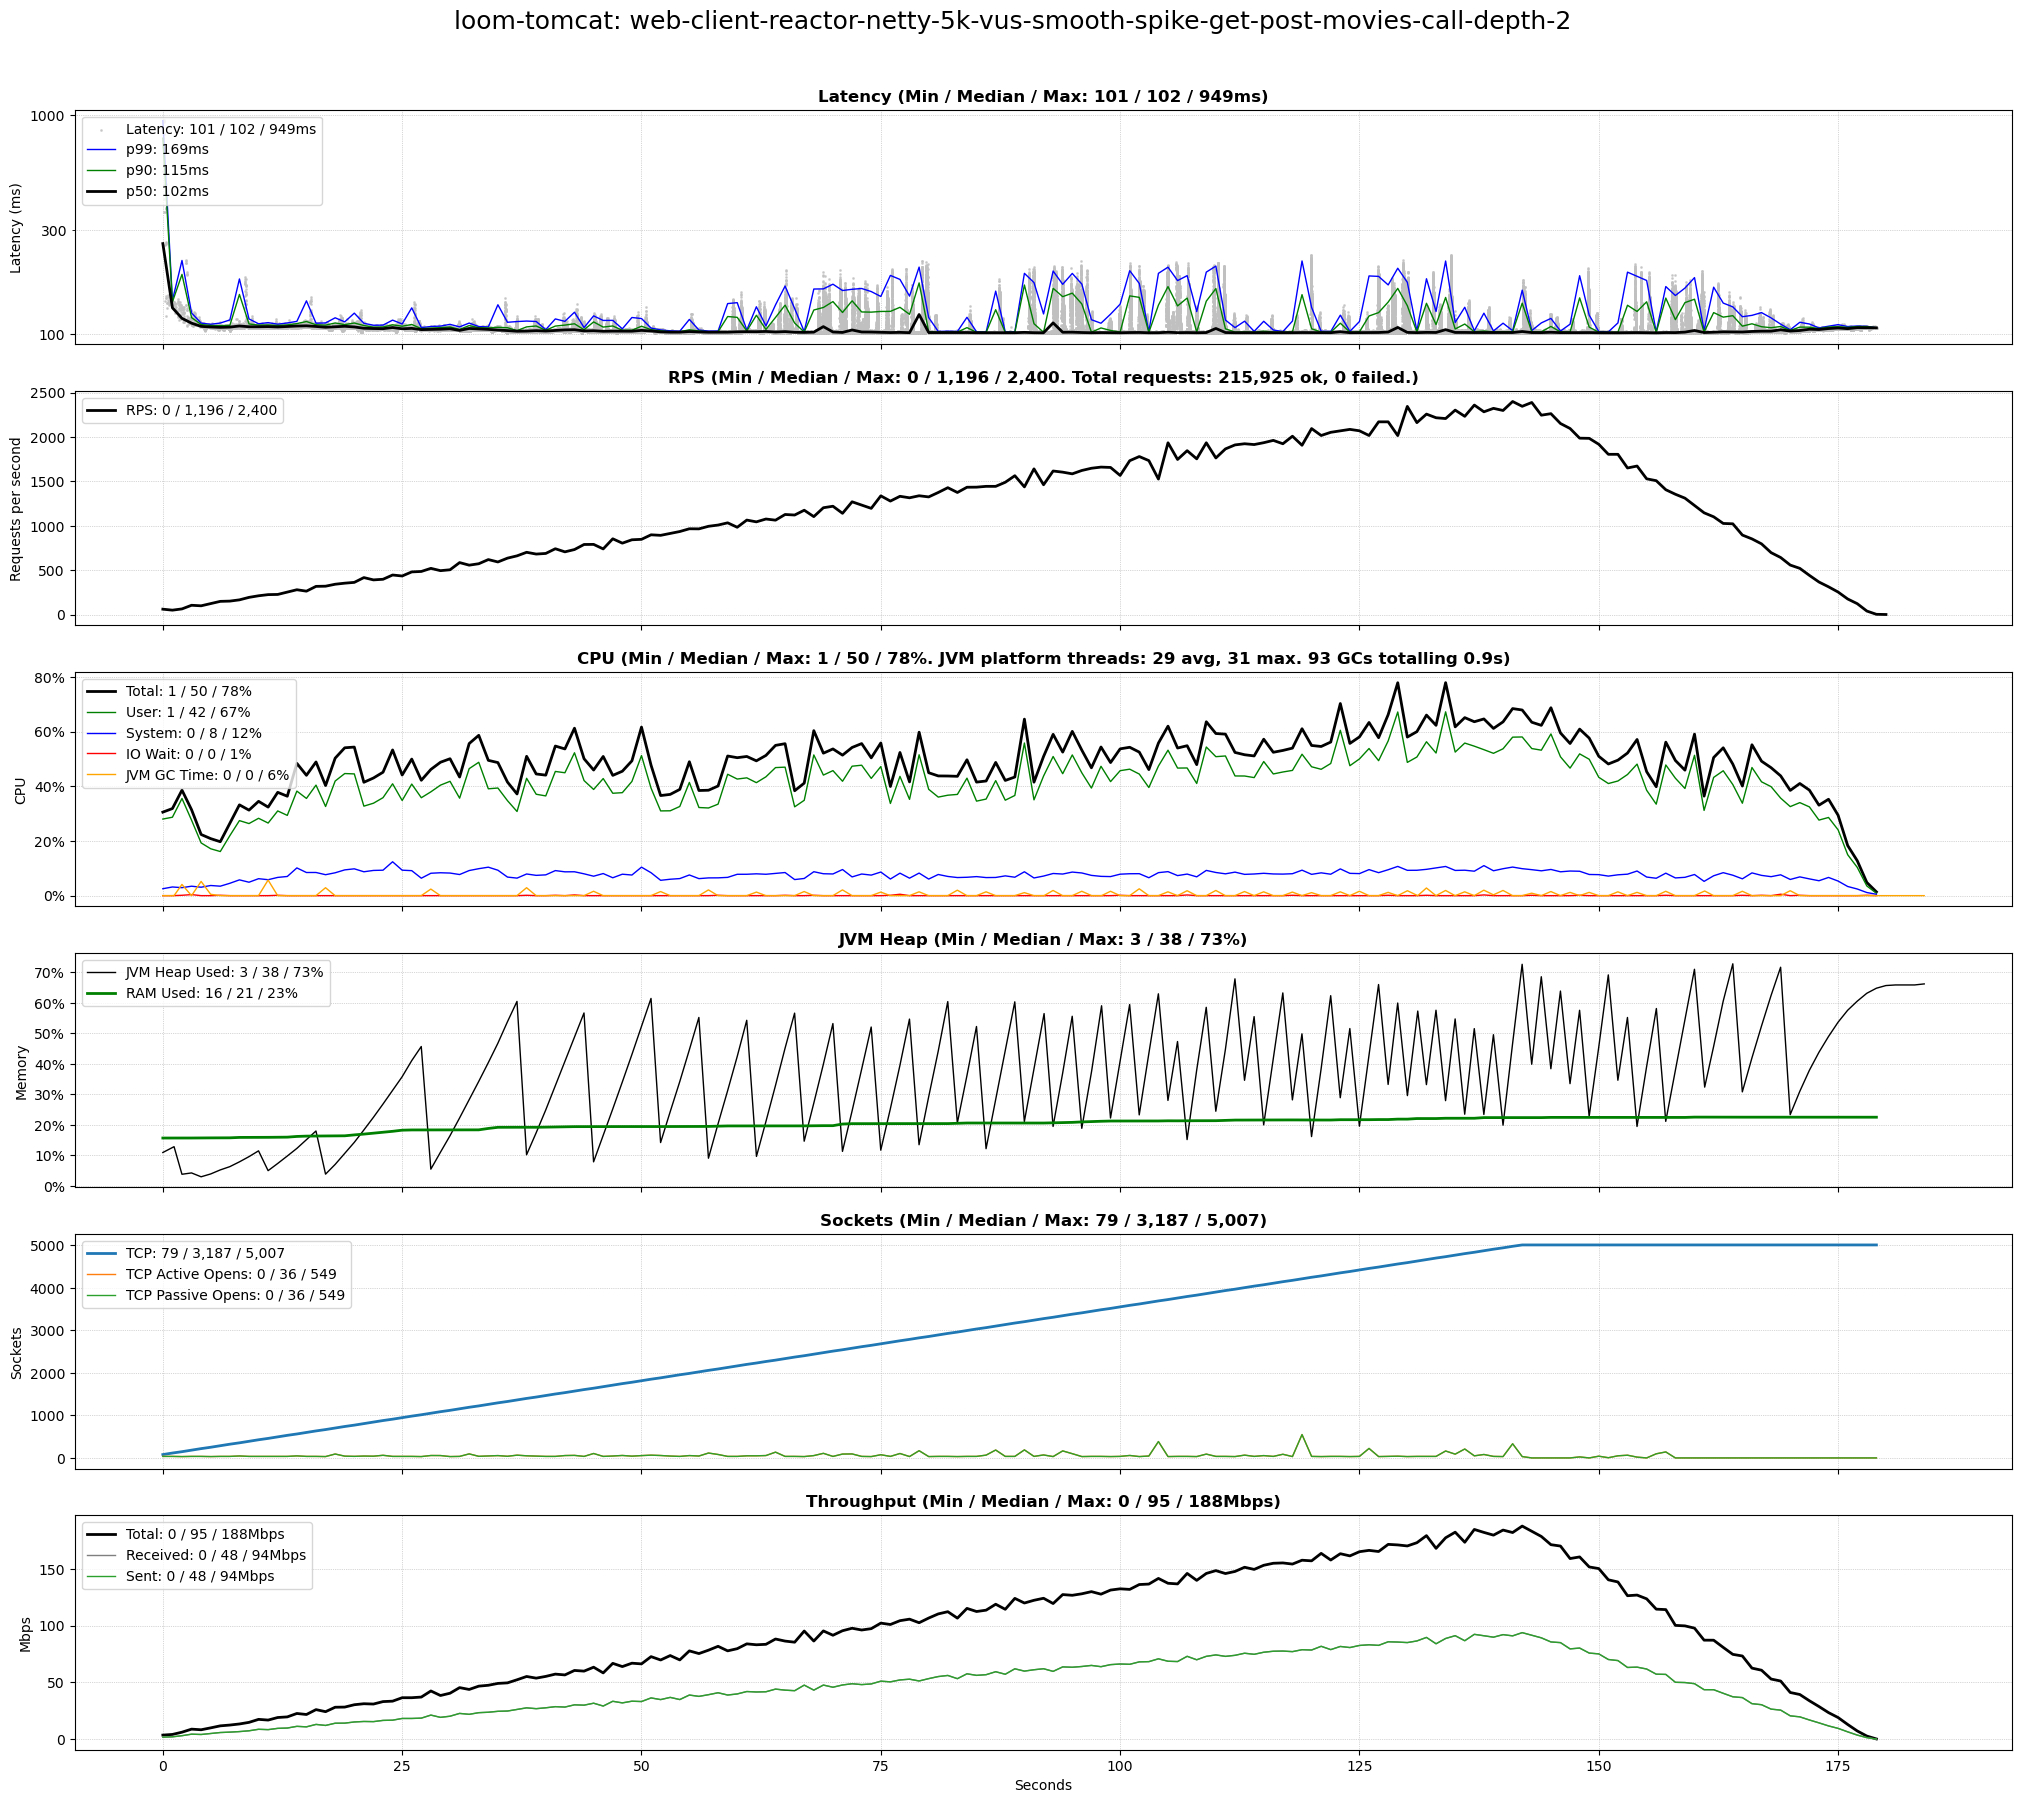 loom-tomcat: web-client-reactor-netty-5k-vus-smooth-spike-get-post-movies-call-depth-2
Latency (Min / Median / Max: 101 / 102 / 949ms)
Latency: 101 / 102 / 949ms
p99: 169ms
p90: 115ms
p50: 102ms
Latency (ms)
1000
300
100
RPS (Min / Median / Max: 0 / 1,196 / 2,400. Total requests: 215,925 ok, 0 failed.)
RPS: 0 / 1,196 / 2,400
Requests per second
2500
2000
1500
1000
500
0
CPU (Min / Median / Max: 1 / 50 / 78%. JVM platform threads: 29 avg, 31 max. 93 GCs totalling 0.9s)
Total: 1 / 50 / 78%
User: 1 / 42 / 67%
System: 0 / 8 / 12%
IO Wait: 0 / 0 / 1%
JVM GC Time: 0 / 0 / 6%
CPU
80%
60%
40%
20%
0%
JVM Heap (Min / Median / Max: 3 / 38 / 73%)
JVM Heap Used: 3 / 38 / 73%
RAM Used: 16 / 21 / 23%
Memory
70%
60%
50%
40%
30%
20%
10%
0%
Sockets (Min / Median / Max: 79 / 3,187 / 5,007)
TCP: 79 / 3,187 / 5,007
TCP Active Opens: 0 / 36 / 549
TCP Passive Opens: 0 / 36 / 549
Sockets
5000
4000
3000
2000
1000
0
Throughput (Min / Median / Max: 0 / 95 / 188Mbps)
Total: 0 / 95 / 188Mbps
Received: 0 / 48 / 94Mbps
Sent: 0 / 48 / 94Mbps
Mbps
150
100
50
0
0 25 50 75 100 125 150 175
Seconds